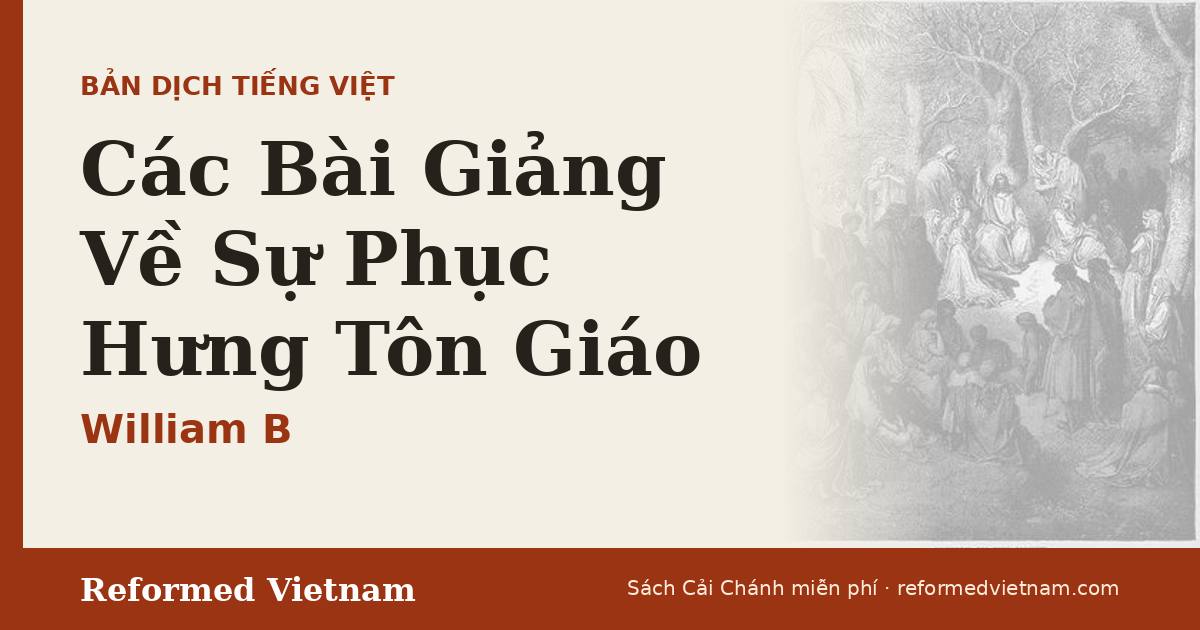 BẢN DỊCH TIẾNG VIỆT
Các Bài Giảng
Về Sự Phục
Hưng Tôn Giáo
William B
Reformed Vietnam
Sách Cải Chánh miễn phí · reformedvietnam.com